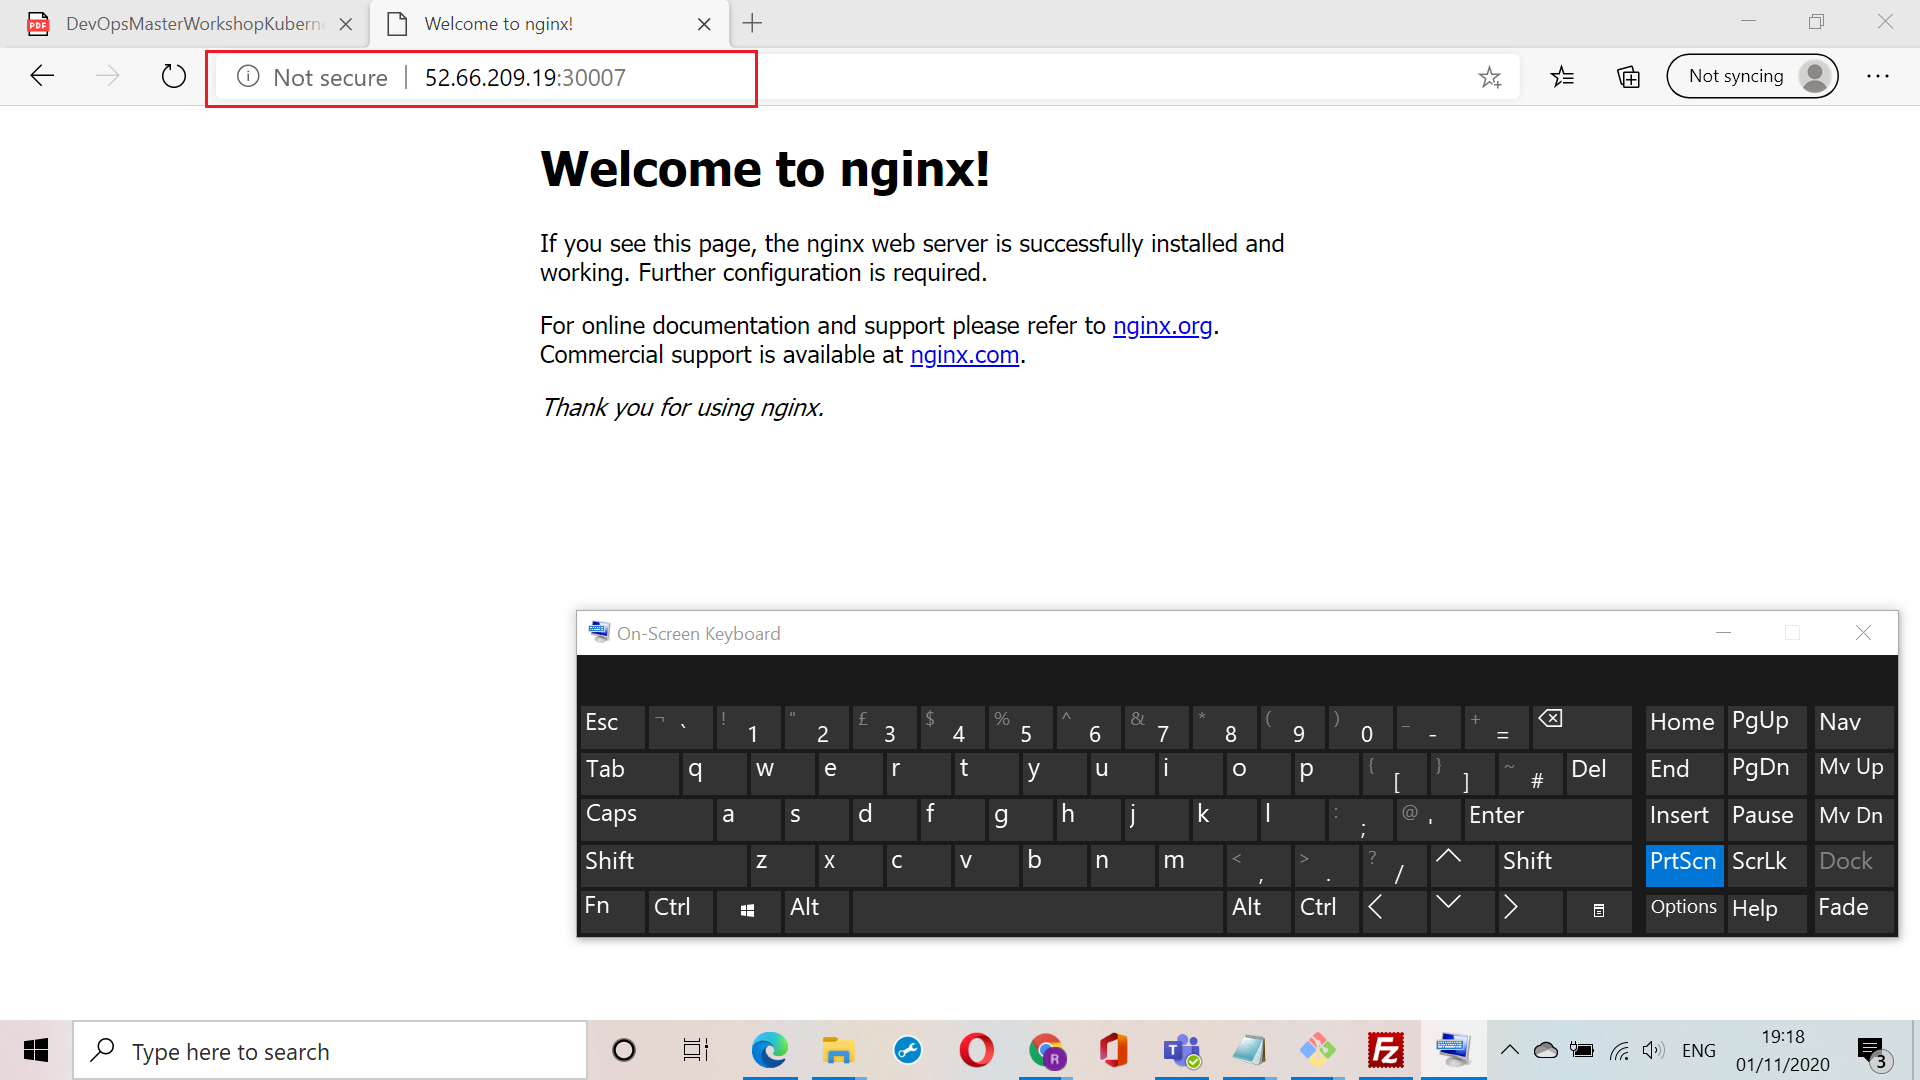 DevOpsMasterWorkshopKuberne
Welcome to nginx!
Not secure
52.66.209.19:30007
Not syncing
Welcome to nginx!
If you see this page, the nginx web server is successfully installed and
working. Further configuration is required.
For online documentation and support please refer to nginx.org.
Commercial support is available at nginx.com.
Thank you for using nginx.
On-Screen Keyboard
Esc ¬ ` ! 1 " 2 £ 3 $ 4 % 5 ^ 6 & 7 * 8 ( 9 ) 0 _ - + = Home PgUp Nav
Tab q w e r t y u i o p { [ } ] ~ # Del End PgDn Mv Up
Caps a s d f g h j k l : ; @ ' Enter Insert Pause Mv Dn
Shift z x c v b n m < , > . ? / Shift PrtScn ScrLk Dock
Fn Ctrl Alt Alt Ctrl Options Help Fade
Type here to search
ENG
19:18
01/11/2020
3